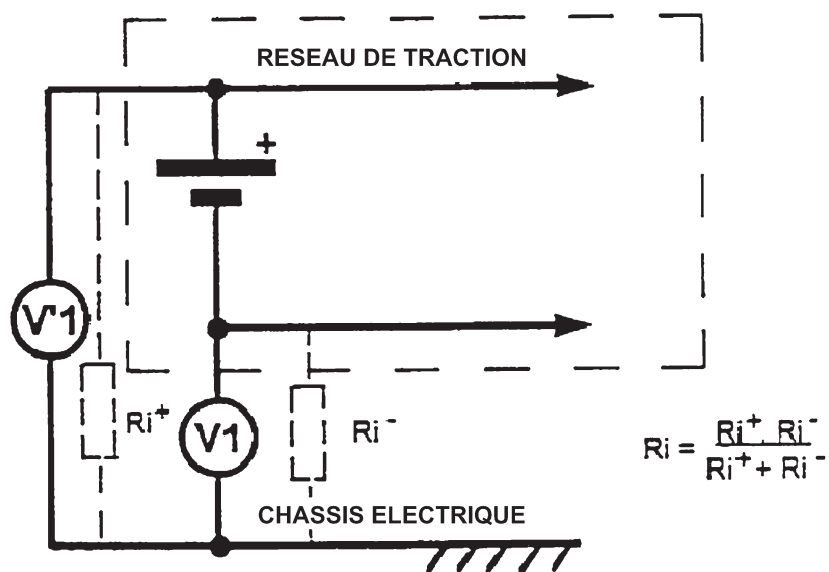 RESEAU DE TRACTION
+
V'1
Ri+
V1
Ri-
Ri = Ri+ . Ri- / Ri+ + Ri-
CHASSIS ELECTRIQUE